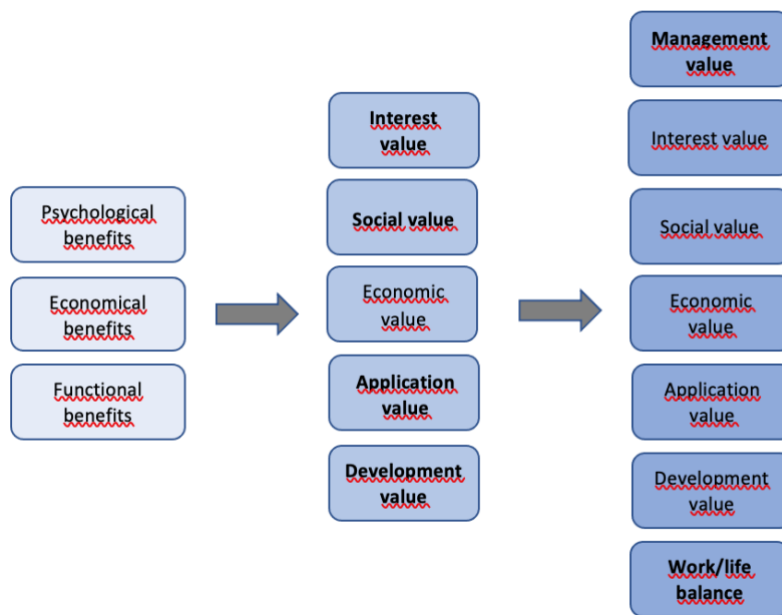 Psychological
benefits
Economical
benefits
Functional
benefits
Interest
value
Social value
Economic
value
Application
value
Development
value
Management
value
Interest value
Social value
Economic
value
Application
value
Development
value
Work/life
balance